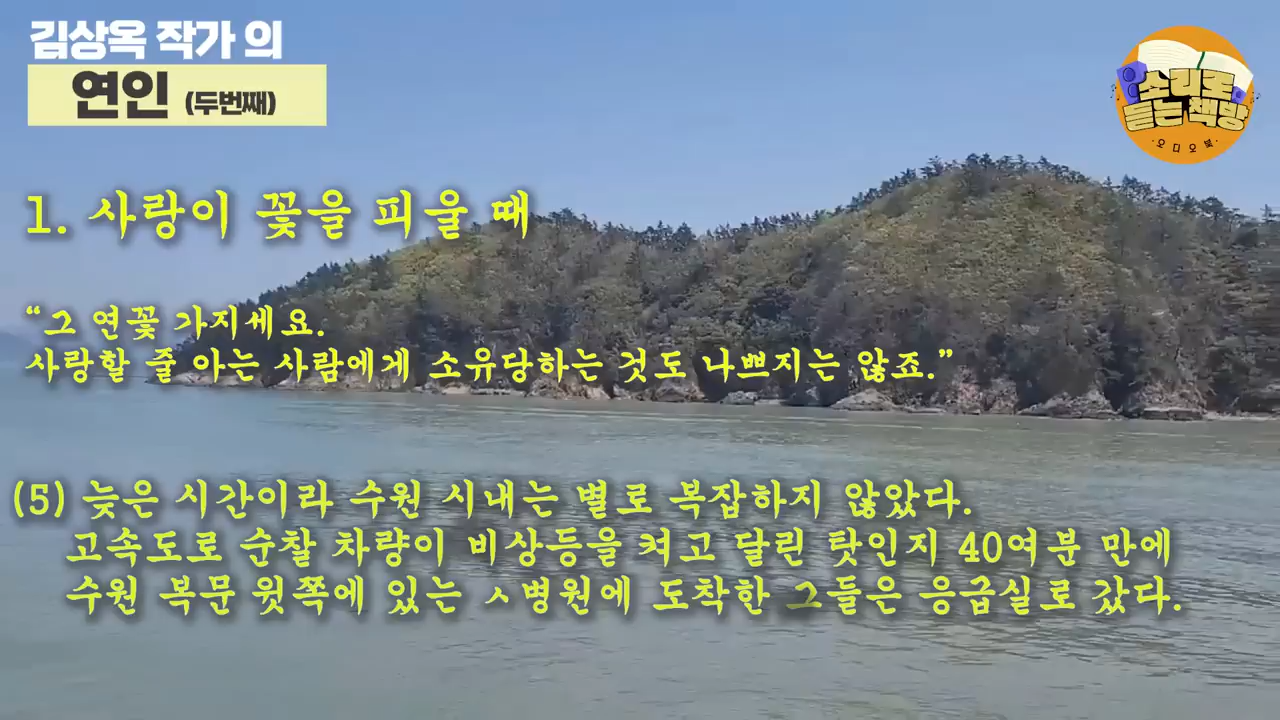 김상옥 작가 의
연인 (두번째)
소리로
듣는 책방
·오디오북·
1. 사랑이 꽃을 피울 때
“그 연꽃 가지세요.
사랑할 줄 아는 사람에게 소유당하는 것도 나쁘지는 않죠.”
(5) 늦은 시간이라 수원 시내는 별로 복잡하지 않았다.
고속도로 순찰 차량이 비상등을 켜고 달린 탓인지 40여분 만에
수원 북문 윗쪽에 있는 ㅅ병원에 도착한 그들은 응급실로 갔다.